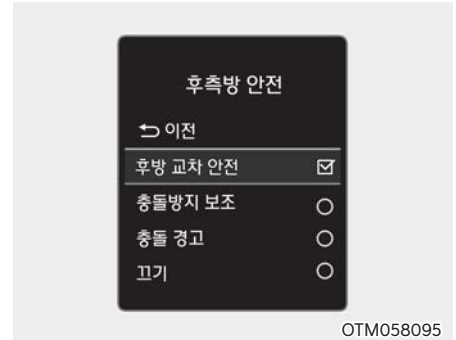 후측방 안전
이전
후방 교차 안전
충돌방지 보조
충돌 경고
끄기
OTM058095